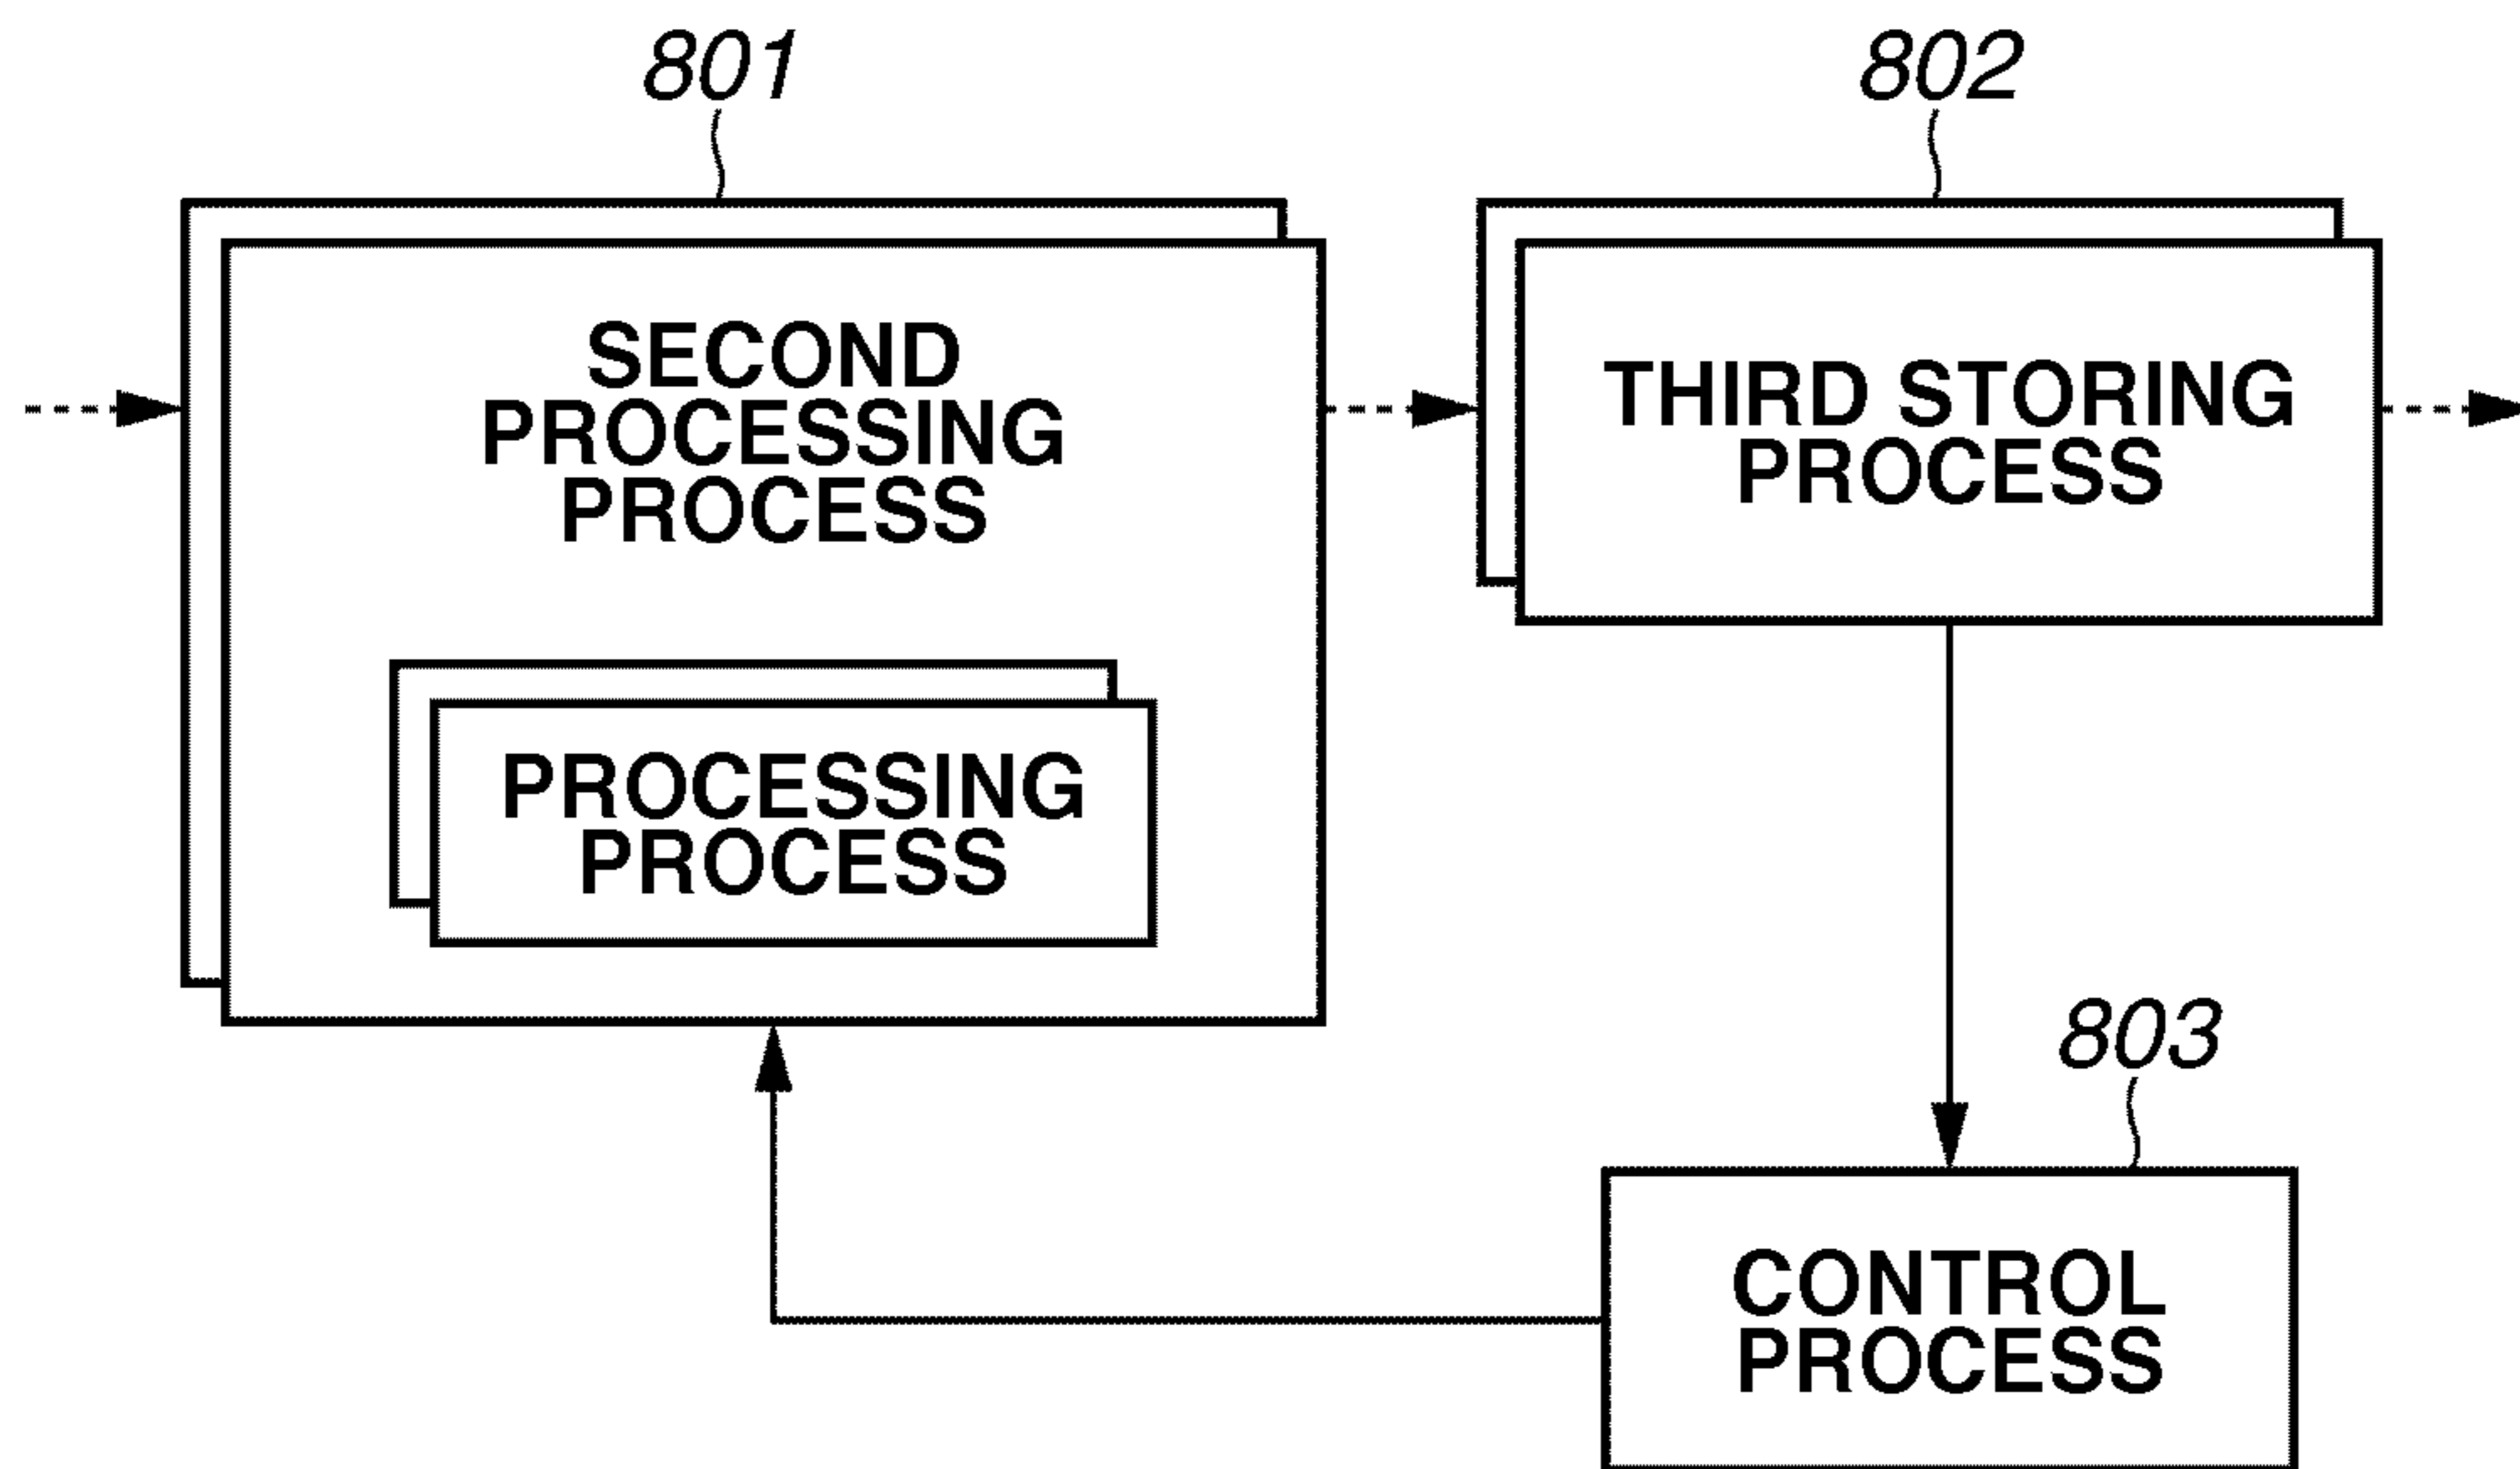 801
802
SECOND
PROCESSING
PROCESS
THIRD STORING
PROCESS
PROCESSING
PROCESS
803
CONTROL
PROCESS